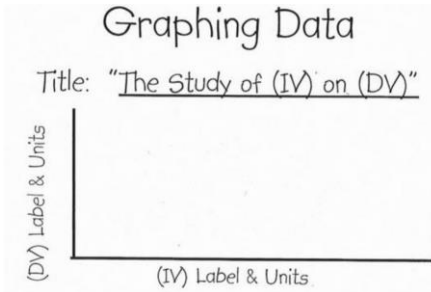 Graphing Data
Title: "The Study of (IV) on (DV)"
(DV) Label & Units
(IV) Label & Units